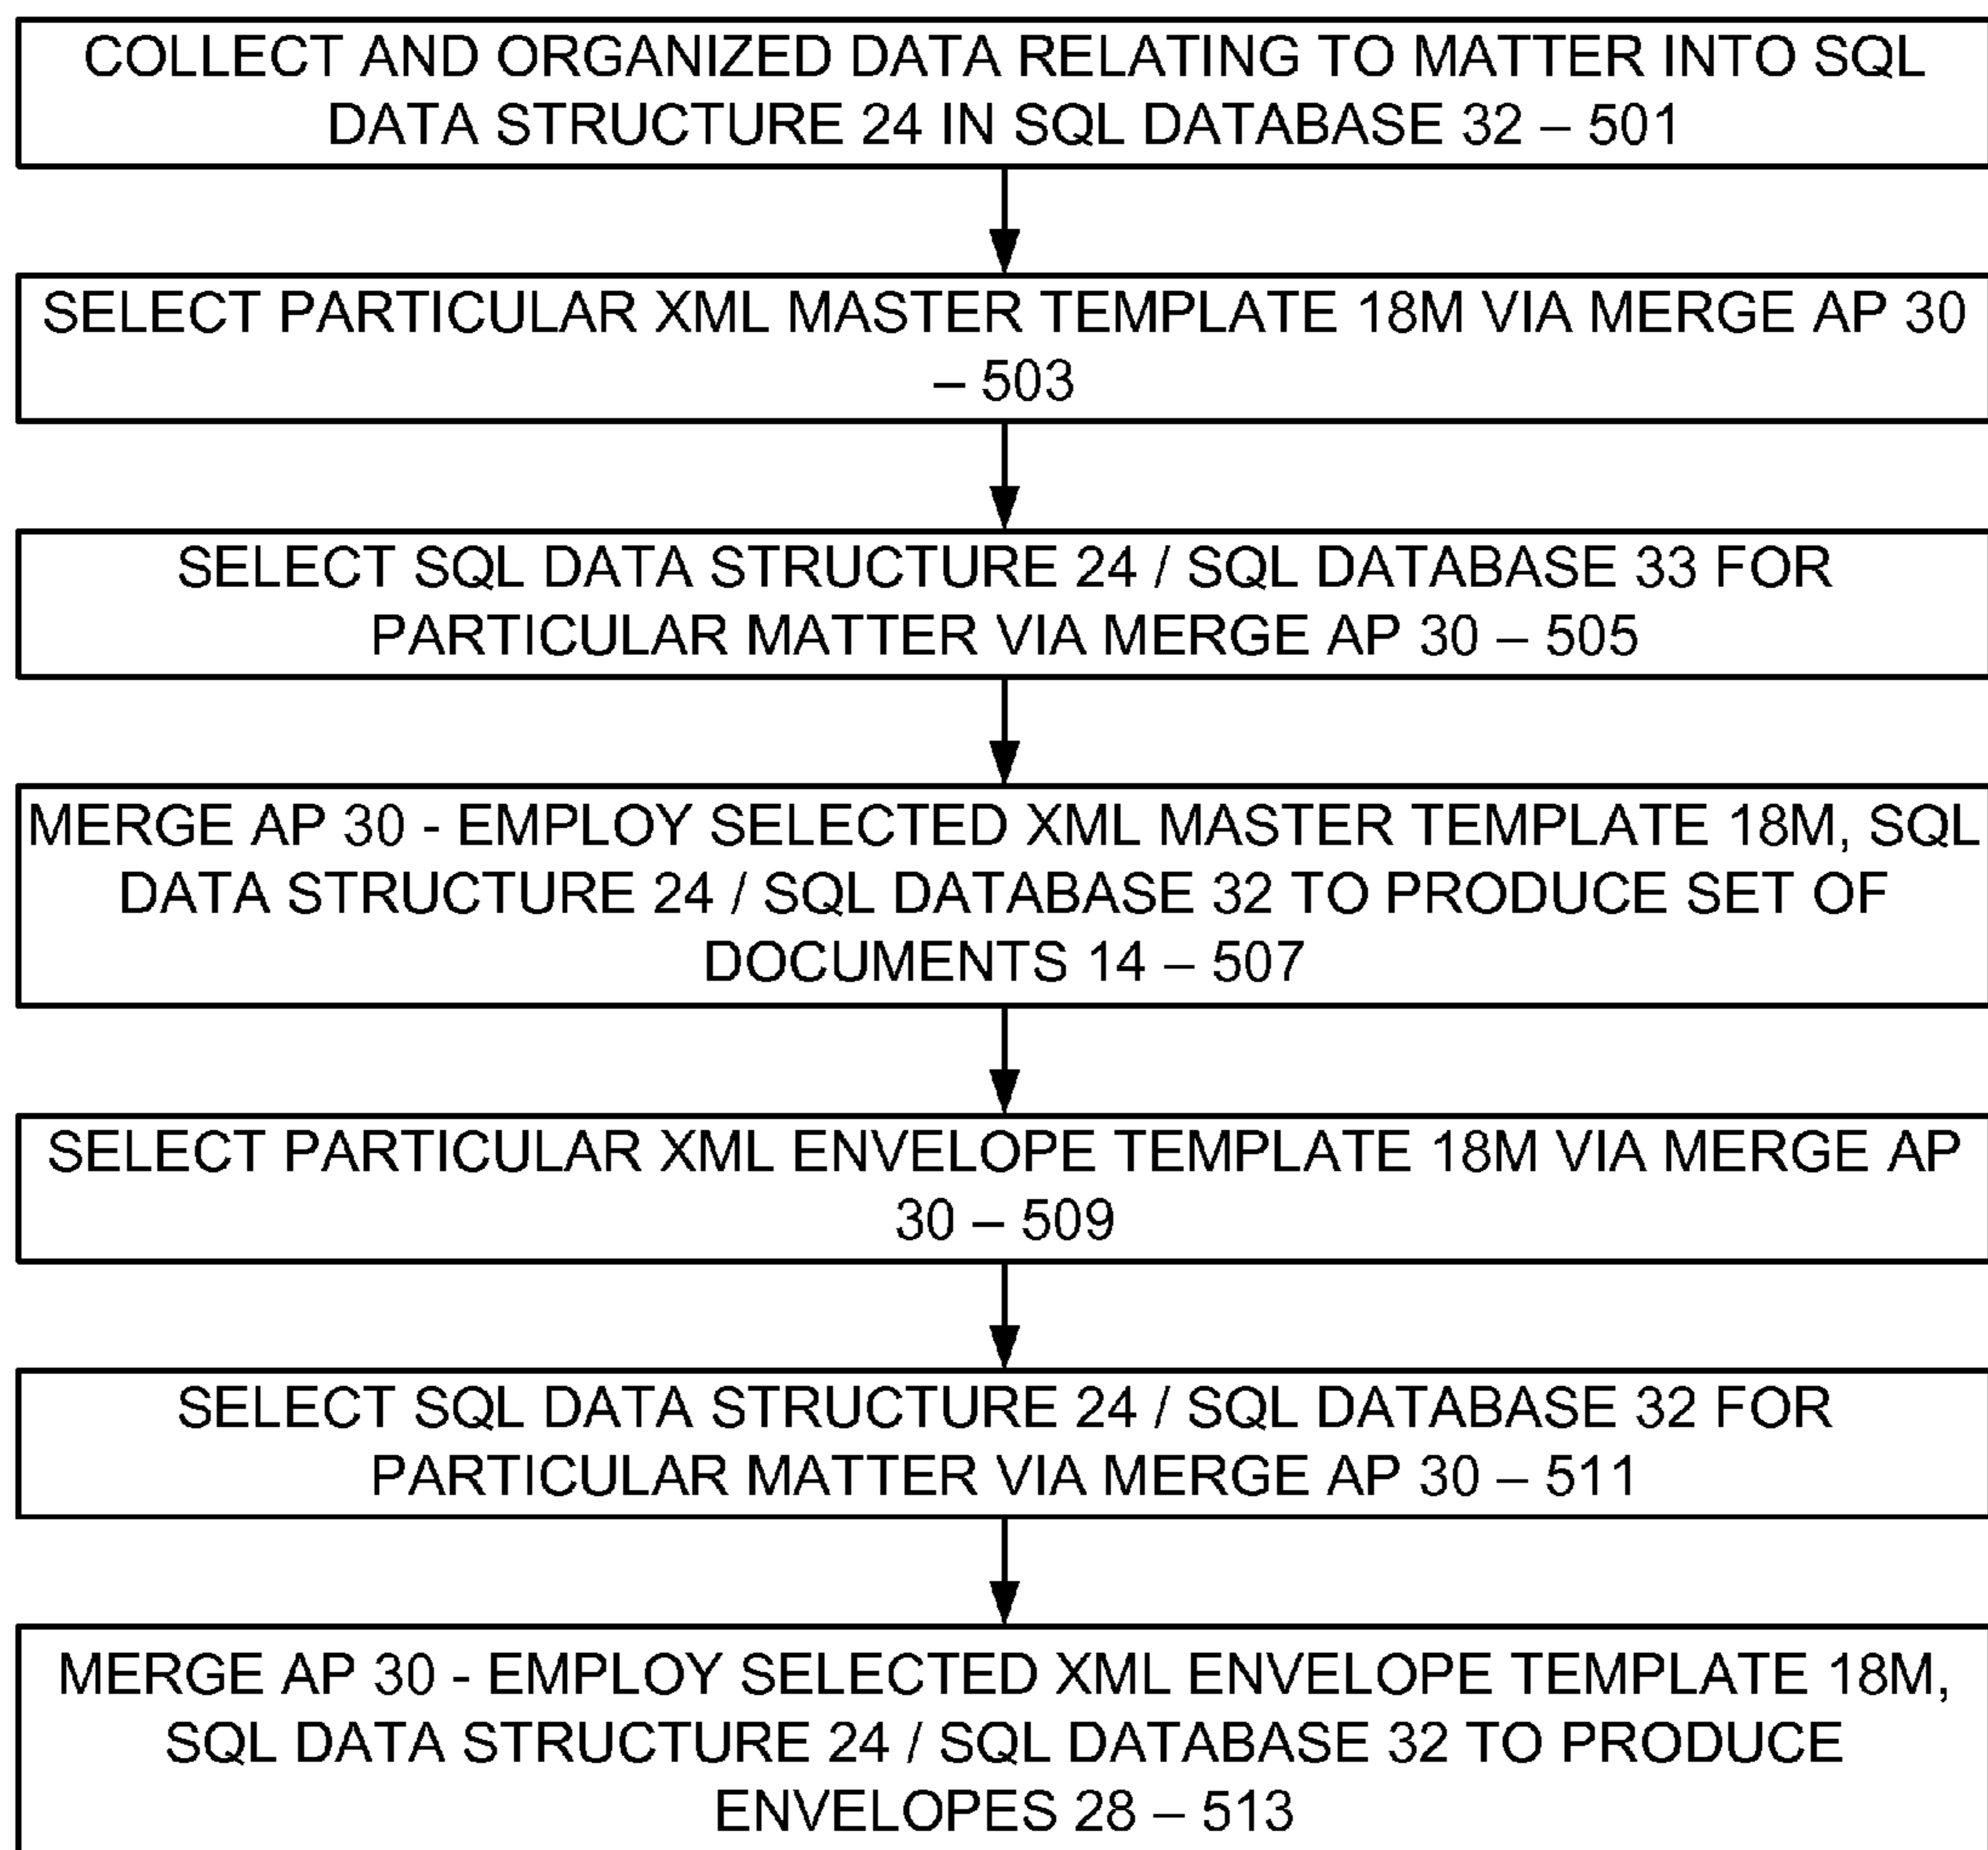 COLLECT AND ORGANIZED DATA RELATING TO MATTER INTO SQL
DATA STRUCTURE 24 IN SQL DATABASE 32 – 501
SELECT PARTICULAR XML MASTER TEMPLATE 18M VIA MERGE AP 30
– 503
SELECT SQL DATA STRUCTURE 24 / SQL DATABASE 33 FOR
PARTICULAR MATTER VIA MERGE AP 30 – 505
MERGE AP 30 - EMPLOY SELECTED XML MASTER TEMPLATE 18M, SQL
DATA STRUCTURE 24 / SQL DATABASE 32 TO PRODUCE SET OF
DOCUMENTS 14 – 507
SELECT PARTICULAR XML ENVELOPE TEMPLATE 18M VIA MERGE AP
30 – 509
SELECT SQL DATA STRUCTURE 24 / SQL DATABASE 32 FOR
PARTICULAR MATTER VIA MERGE AP 30 – 511
MERGE AP 30 - EMPLOY SELECTED XML ENVELOPE TEMPLATE 18M,
SQL DATA STRUCTURE 24 / SQL DATABASE 32 TO PRODUCE
ENVELOPES 28 – 513